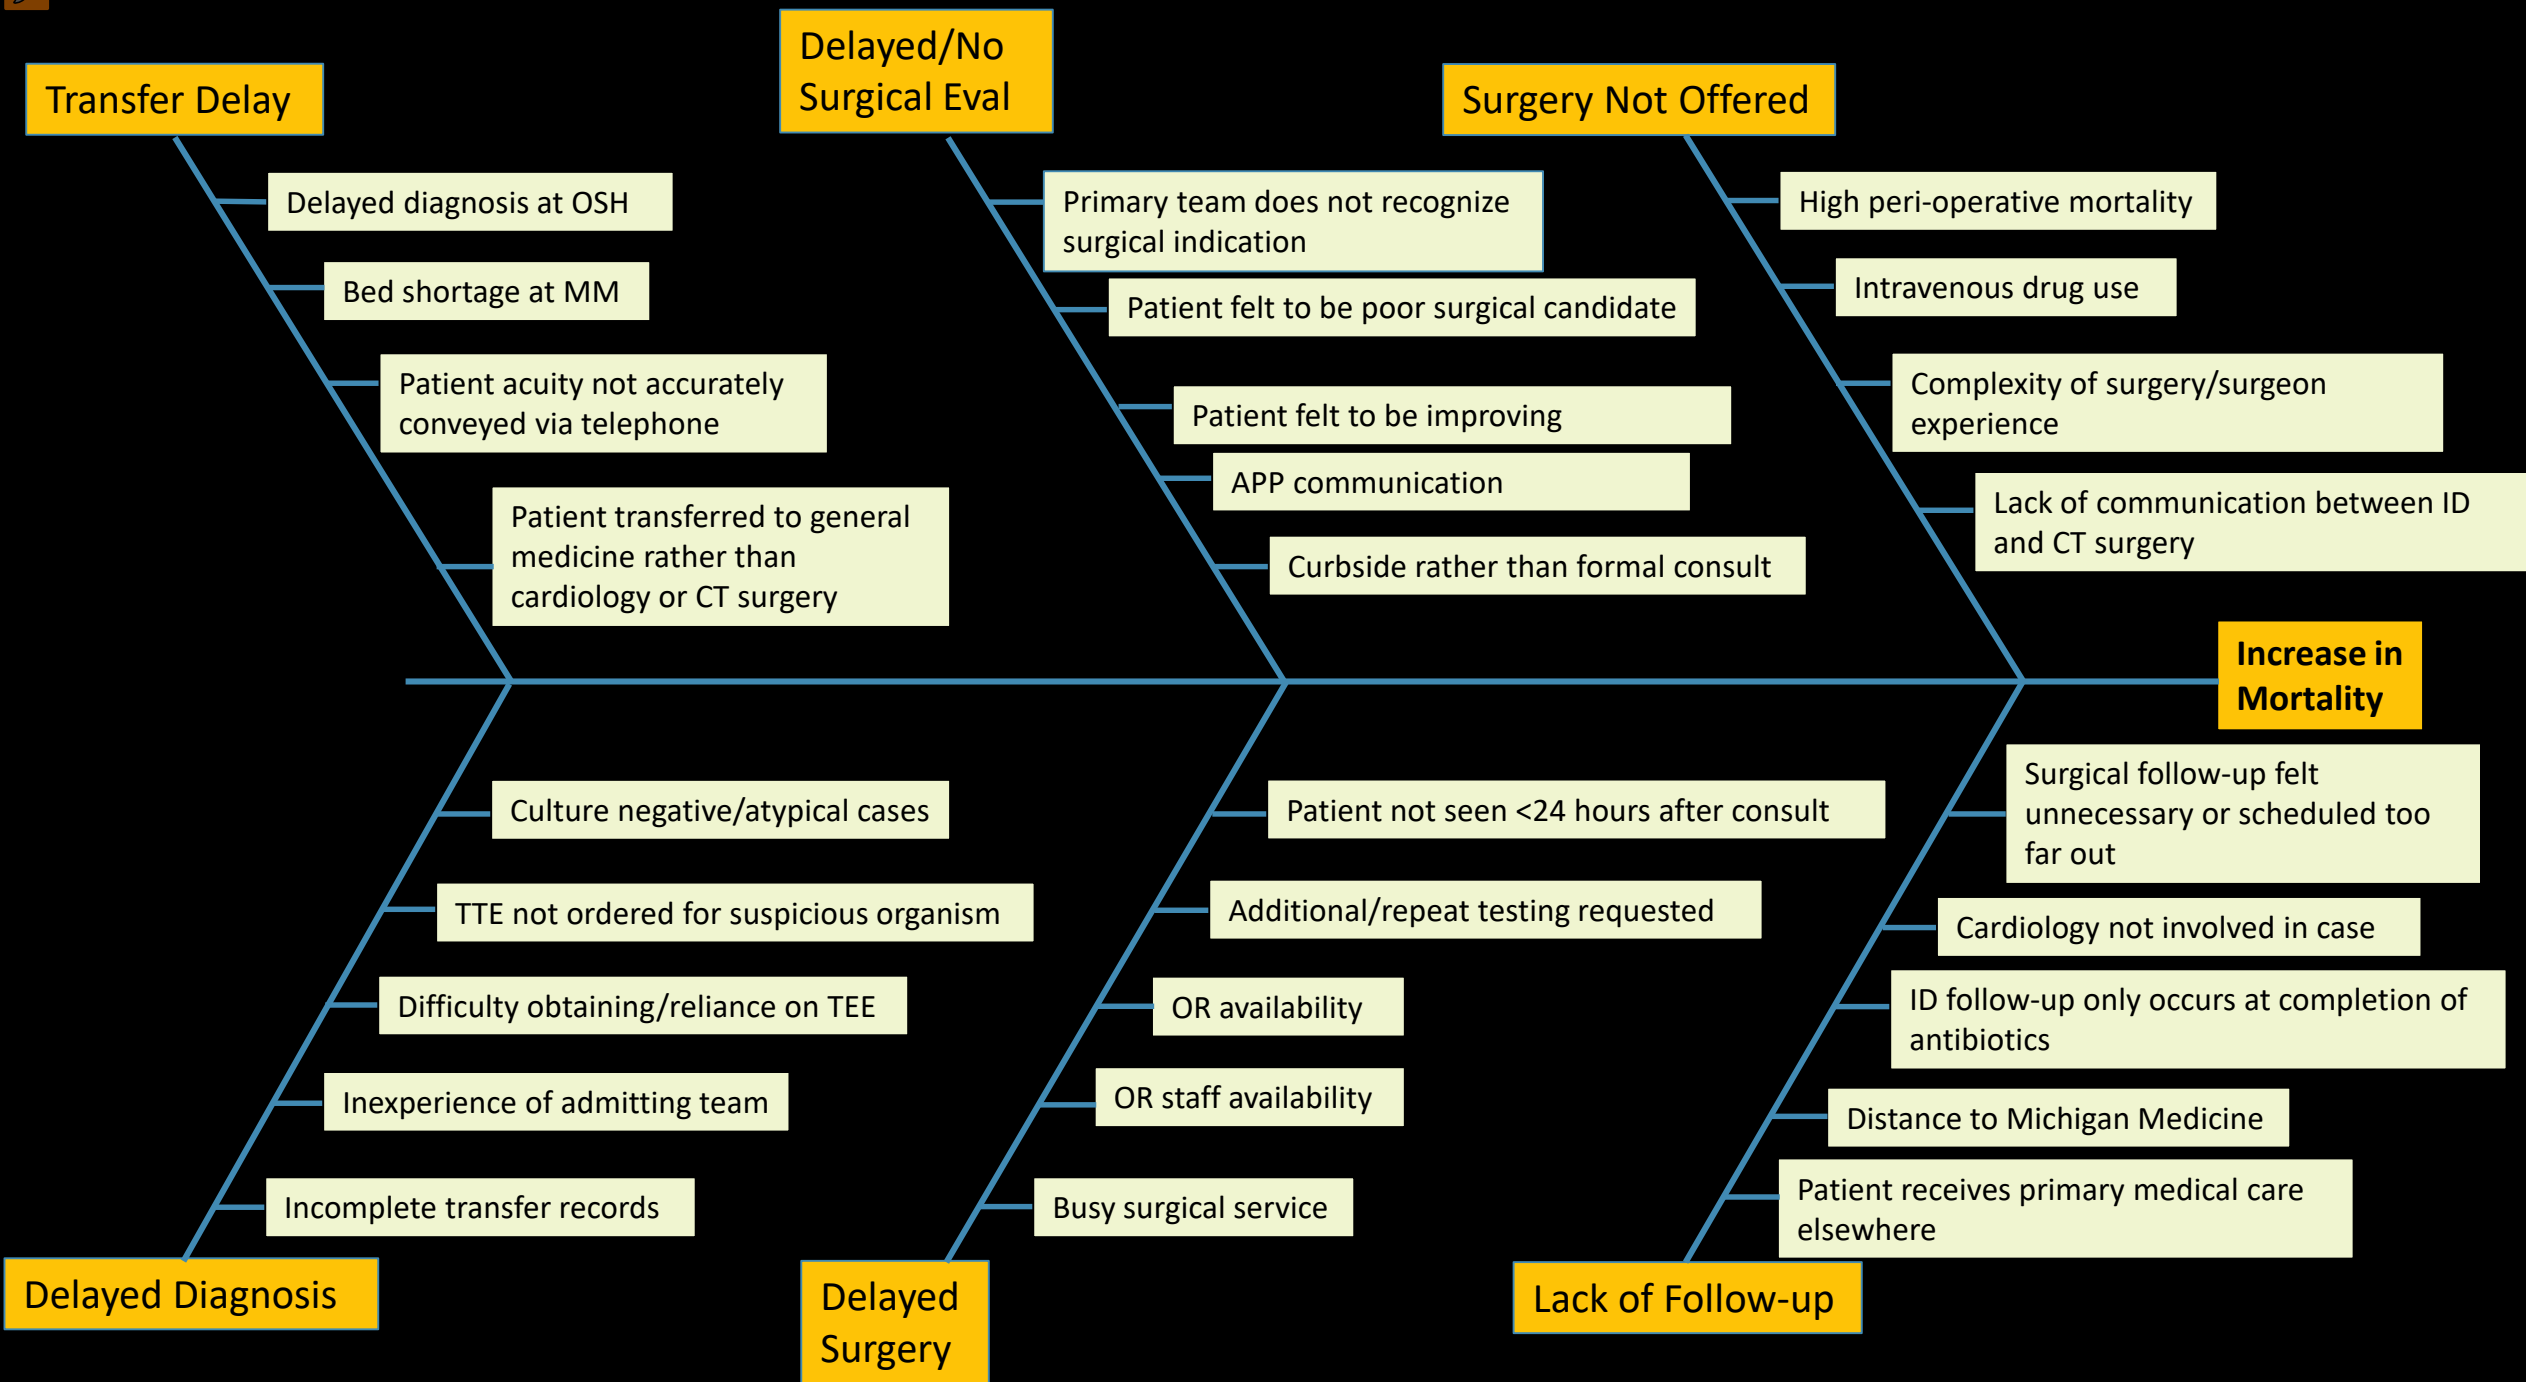 Transfer Delay
Delayed diagnosis at OSH
Bed shortage at MM
Patient acuity not accurately
conveyed via telephone
Patient transferred to general
medicine rather than
cardiology or CT surgery
Delayed/No
Surgical Eval
Primary team does not recognize
surgical indication
Patient felt to be poor surgical candidate
Patient felt to be improving
APP communication
Curbside rather than formal consult
Surgery Not Offered
High peri-operative mortality
Intravenous drug use
Complexity of surgery/surgeon
experience
Lack of communication between ID
and CT surgery
Increase in
Mortality
Culture negative/atypical cases
TTE not ordered for suspicious organism
Difficulty obtaining/reliance on TEE
Inexperience of admitting team
Incomplete transfer records
Delayed Diagnosis
Patient not seen <24 hours after consult
Additional/repeat testing requested
OR availability
OR staff availability
Busy surgical service
Delayed
Surgery
Surgical follow-up felt
unnecessary or scheduled too
far out
Cardiology not involved in case
ID follow-up only occurs at completion of
antibiotics
Distance to Michigan Medicine
Patient receives primary medical care
elsewhere
Lack of Follow-up